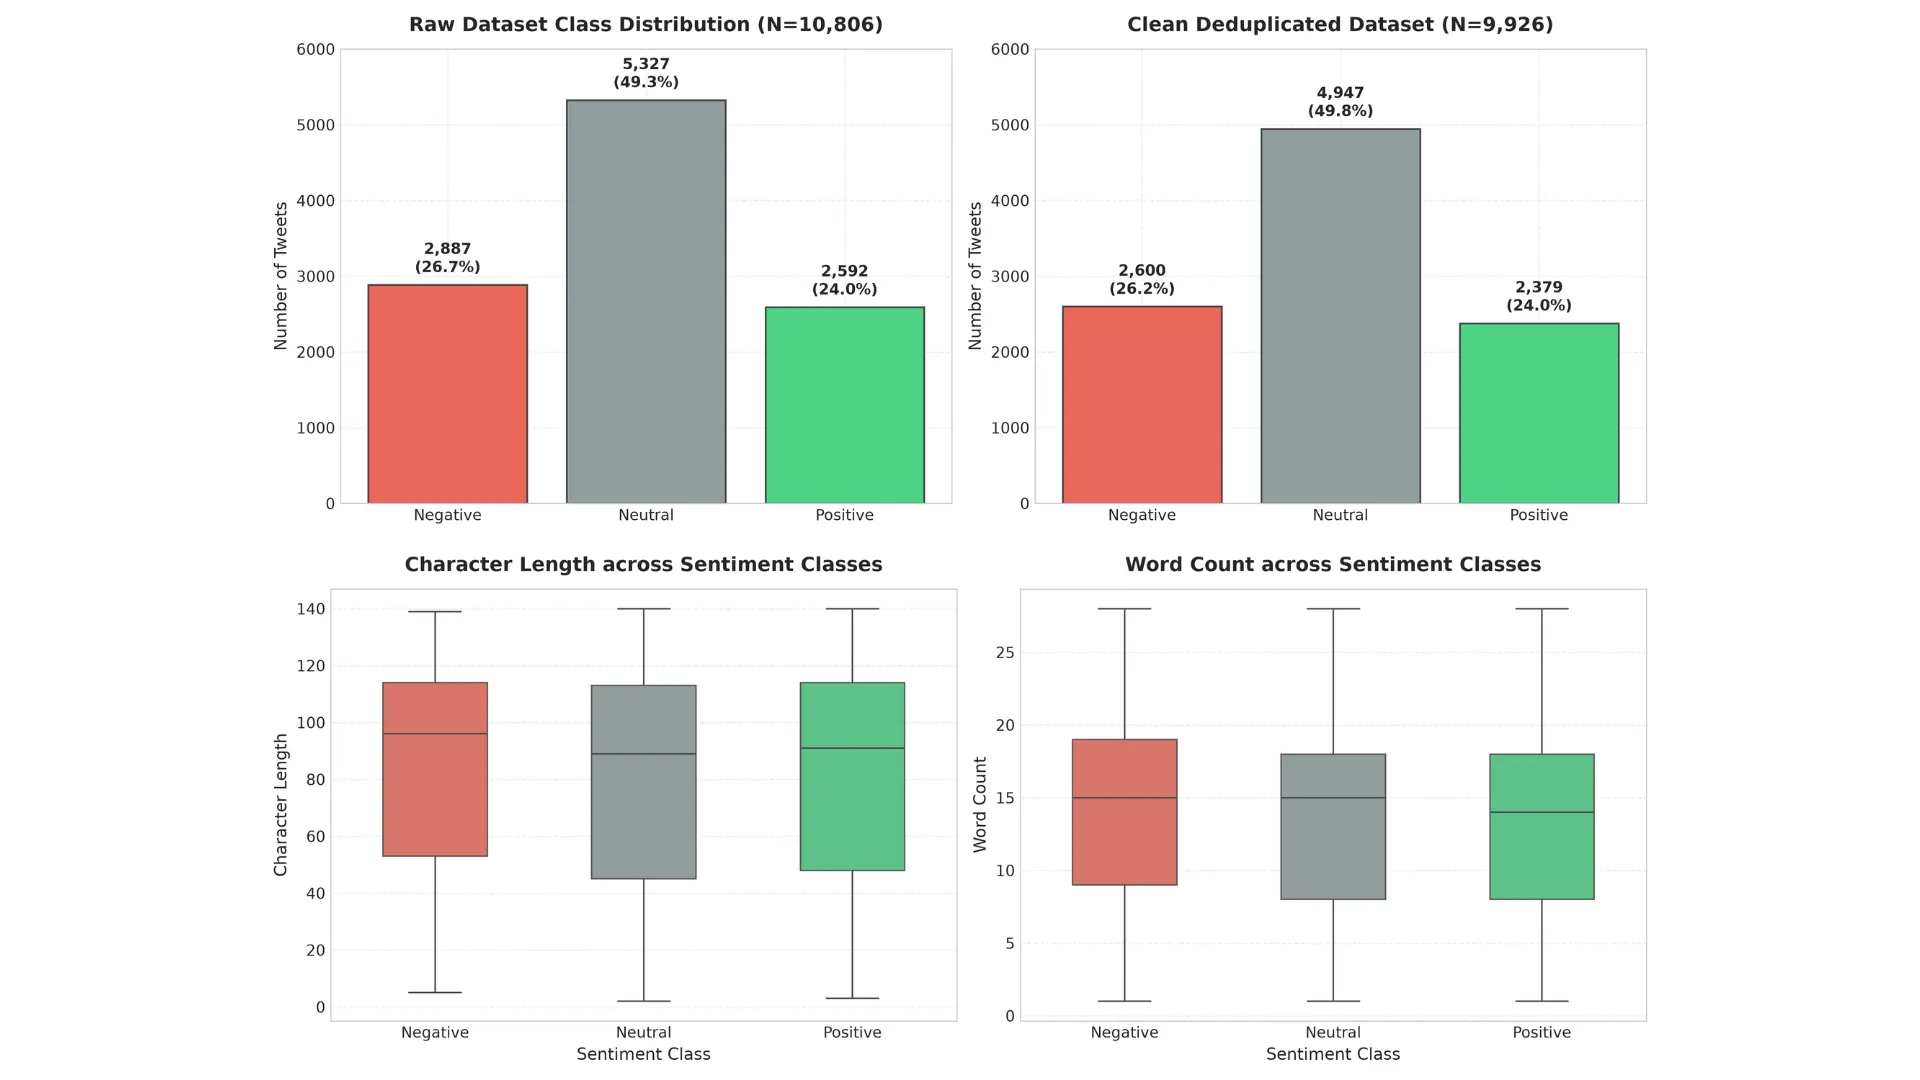 Raw Dataset Class Distribution (N=10,806)
Number of Tweets
6000
5000
4000
3000
2000
1000
0
2,887
(26.7%)
5,327
(49.3%)
2,592
(24.0%)
Negative
Neutral
Positive
Clean Deduplicated Dataset (N=9,926)
Number of Tweets
6000
5000
4000
3000
2000
1000
0
2,600
(26.2%)
4,947
(49.8%)
2,379
(24.0%)
Negative
Neutral
Positive
Character Length across Sentiment Classes
Character Length
140
120
100
80
60
40
20
0
Negative
Neutral
Positive
Sentiment Class
Word Count across Sentiment Classes
Word Count
25
20
15
10
5
0
Negative
Neutral
Positive
Sentiment Class